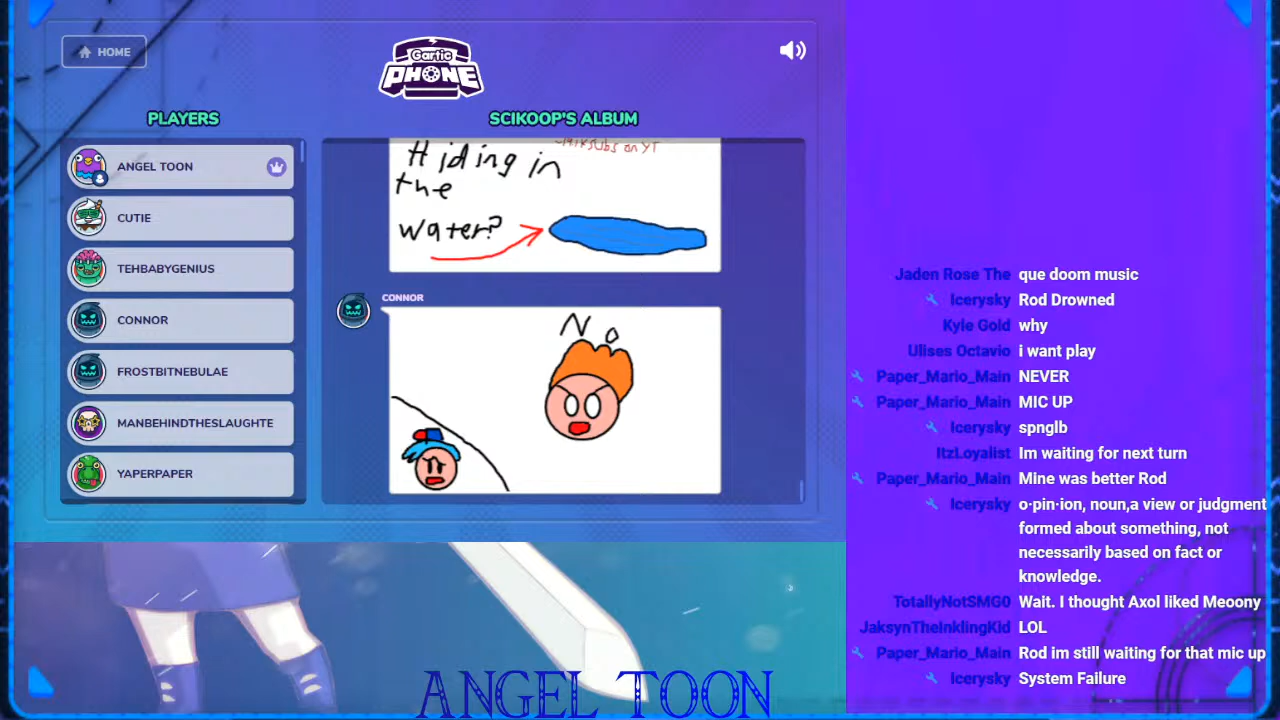 HOME
Gartic
PHONE
PLAYERS
SCIKOOP'S ALBUM
ANGEL TOON
CUTIE
TEHBABYGENIUS
CONNOR
FROSTBITNEBULAE
MANBEHINDTHESLAUGHTE
YAPERPAPER
subs on YT
Hiding in
the
water?
CONNOR
No
Jaden Rose The que doom music
Icerysky Rod Drowned
Kyle Gold why
Ulises Octavio i want play
Paper_Mario_Main NEVER
Paper_Mario_Main MIC UP
Icerysky spnglb
ItzLoyalist Im waiting for next turn
Paper_Mario_Main Mine was better Rod
Icerysky o·pin·ion, noun,a view or judgment
formed about something, not
necessarily based on fact or
knowledge.
TotallyNotSMG0 Wait. I thought Axol liked Meoony
JaksynTheInklingKid LOL
Paper_Mario_Main Rod im still waiting for that mic up
Icerysky System Failure
ANGEL TOON